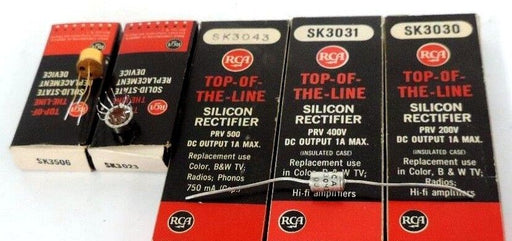 RCA
TOP-OF-
THE-LINE
SOLID-STATE
REPLACEMENT
DEVICE
SK3506
RCA
TOP-OF-
THE-LINE
SOLID-STATE
REPLACEMENT
DEVICE
SK3023
SK3043
RCA
TOP-OF-
THE-LINE
SILICON
RECTIFIER
PRV 500
DC OUTPUT 1A MAX.
Replacement use
in Color, B&W TV;
Radios; Phonos
750 mA
RCA
SK3031
RCA
TOP-OF-
THE-LINE
SILICON
RECTIFIER
PRV 400V
DC OUTPUT 1A MAX.
(INSULATED CASE)
Replacement use
in Color, B & W TV;
Radios;
Hi-fi amplifiers
RCA
SK3030
RCA
TOP-OF-
THE-LINE
SILICON
RECTIFIER
PRV 200V
DC OUTPUT 1A MAX.
(INSULATED CASE)
Replacement use
in Color, B & W TV;
Radios;
Hi-fi amplifiers
RCA